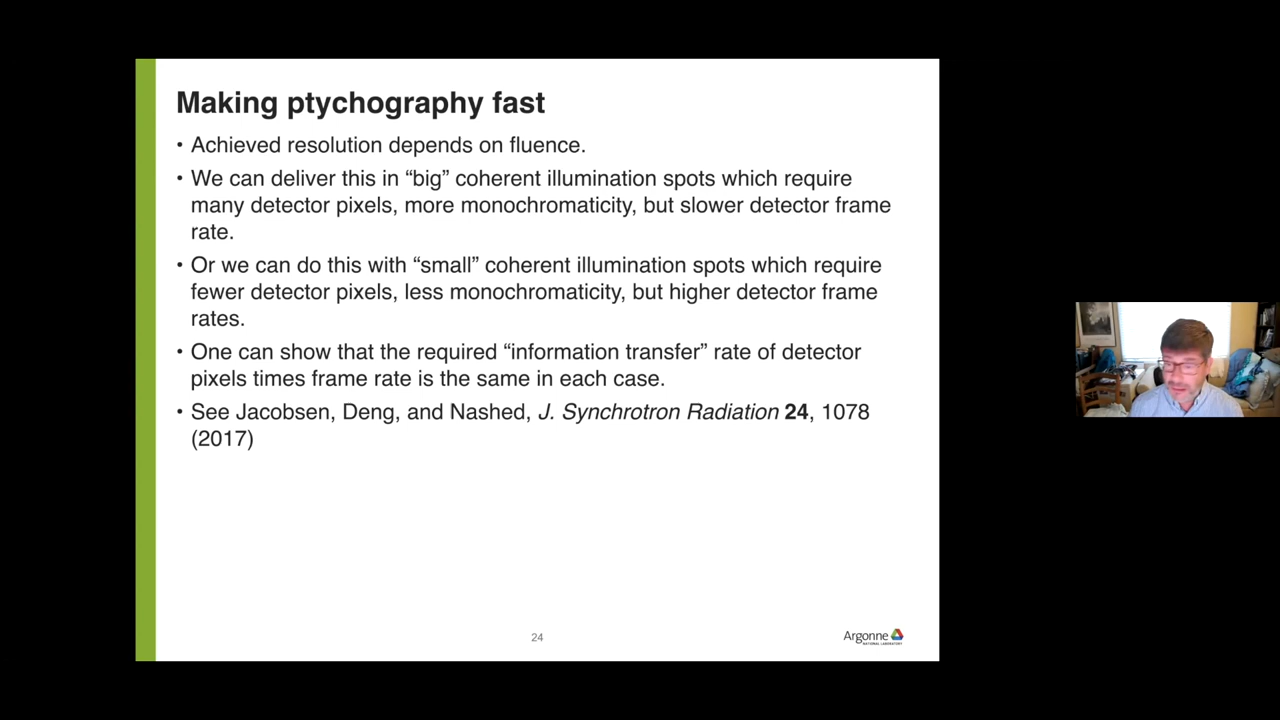 Making ptychography fast
• Achieved resolution depends on fluence.
• We can deliver this in “big” coherent illumination spots which require
many detector pixels, more monochromaticity, but slower detector frame
rate.
• Or we can do this with “small” coherent illumination spots which require
fewer detector pixels, less monochromaticity, but higher detector frame
rates.
• One can show that the required “information transfer” rate of detector
pixels times frame rate is the same in each case.
• See Jacobsen, Deng, and Nashed, J. Synchrotron Radiation 24, 1078
(2017)
24
Argonne
NATIONAL LABORATORY